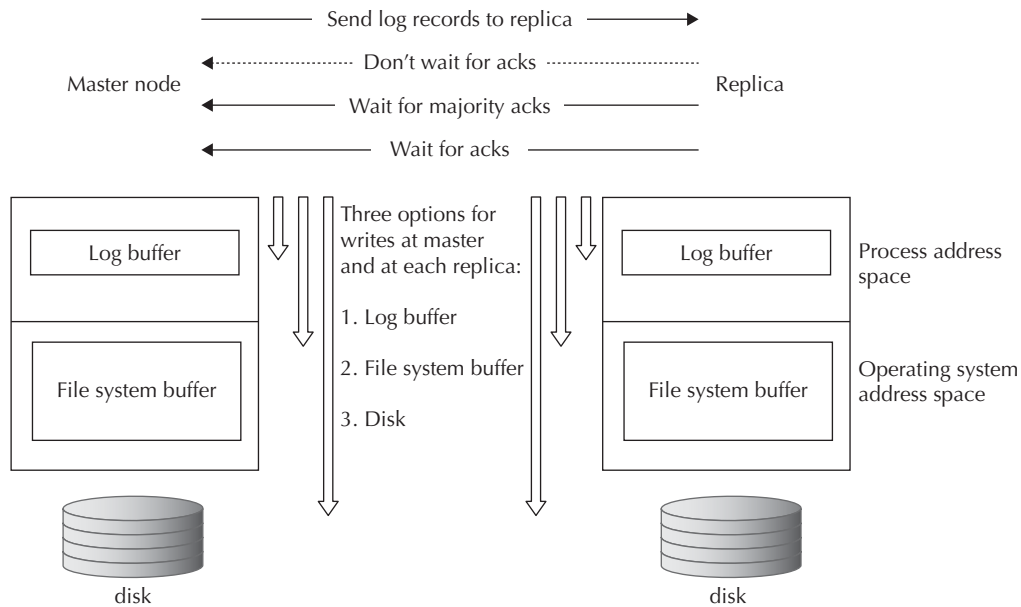 Send log records to replica
Don’t wait for acks
Master node
Replica
Wait for majority acks
Wait for acks
Three options for
writes at master
and at each replica:
1. Log buffer
2. File system buffer
3. Disk
Log buffer
File system buffer
disk
Log buffer
File system buffer
disk
Process address
space
Operating system
address space